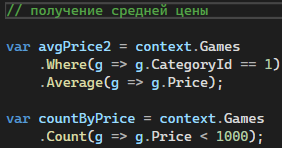 // получение средней цены
var avgPrice2 = context.Games
.Where(g => g.CategoryId == 1)
.Average(g => g.Price);
var countByPrice = context.Games
.Count(g => g.Price < 1000);